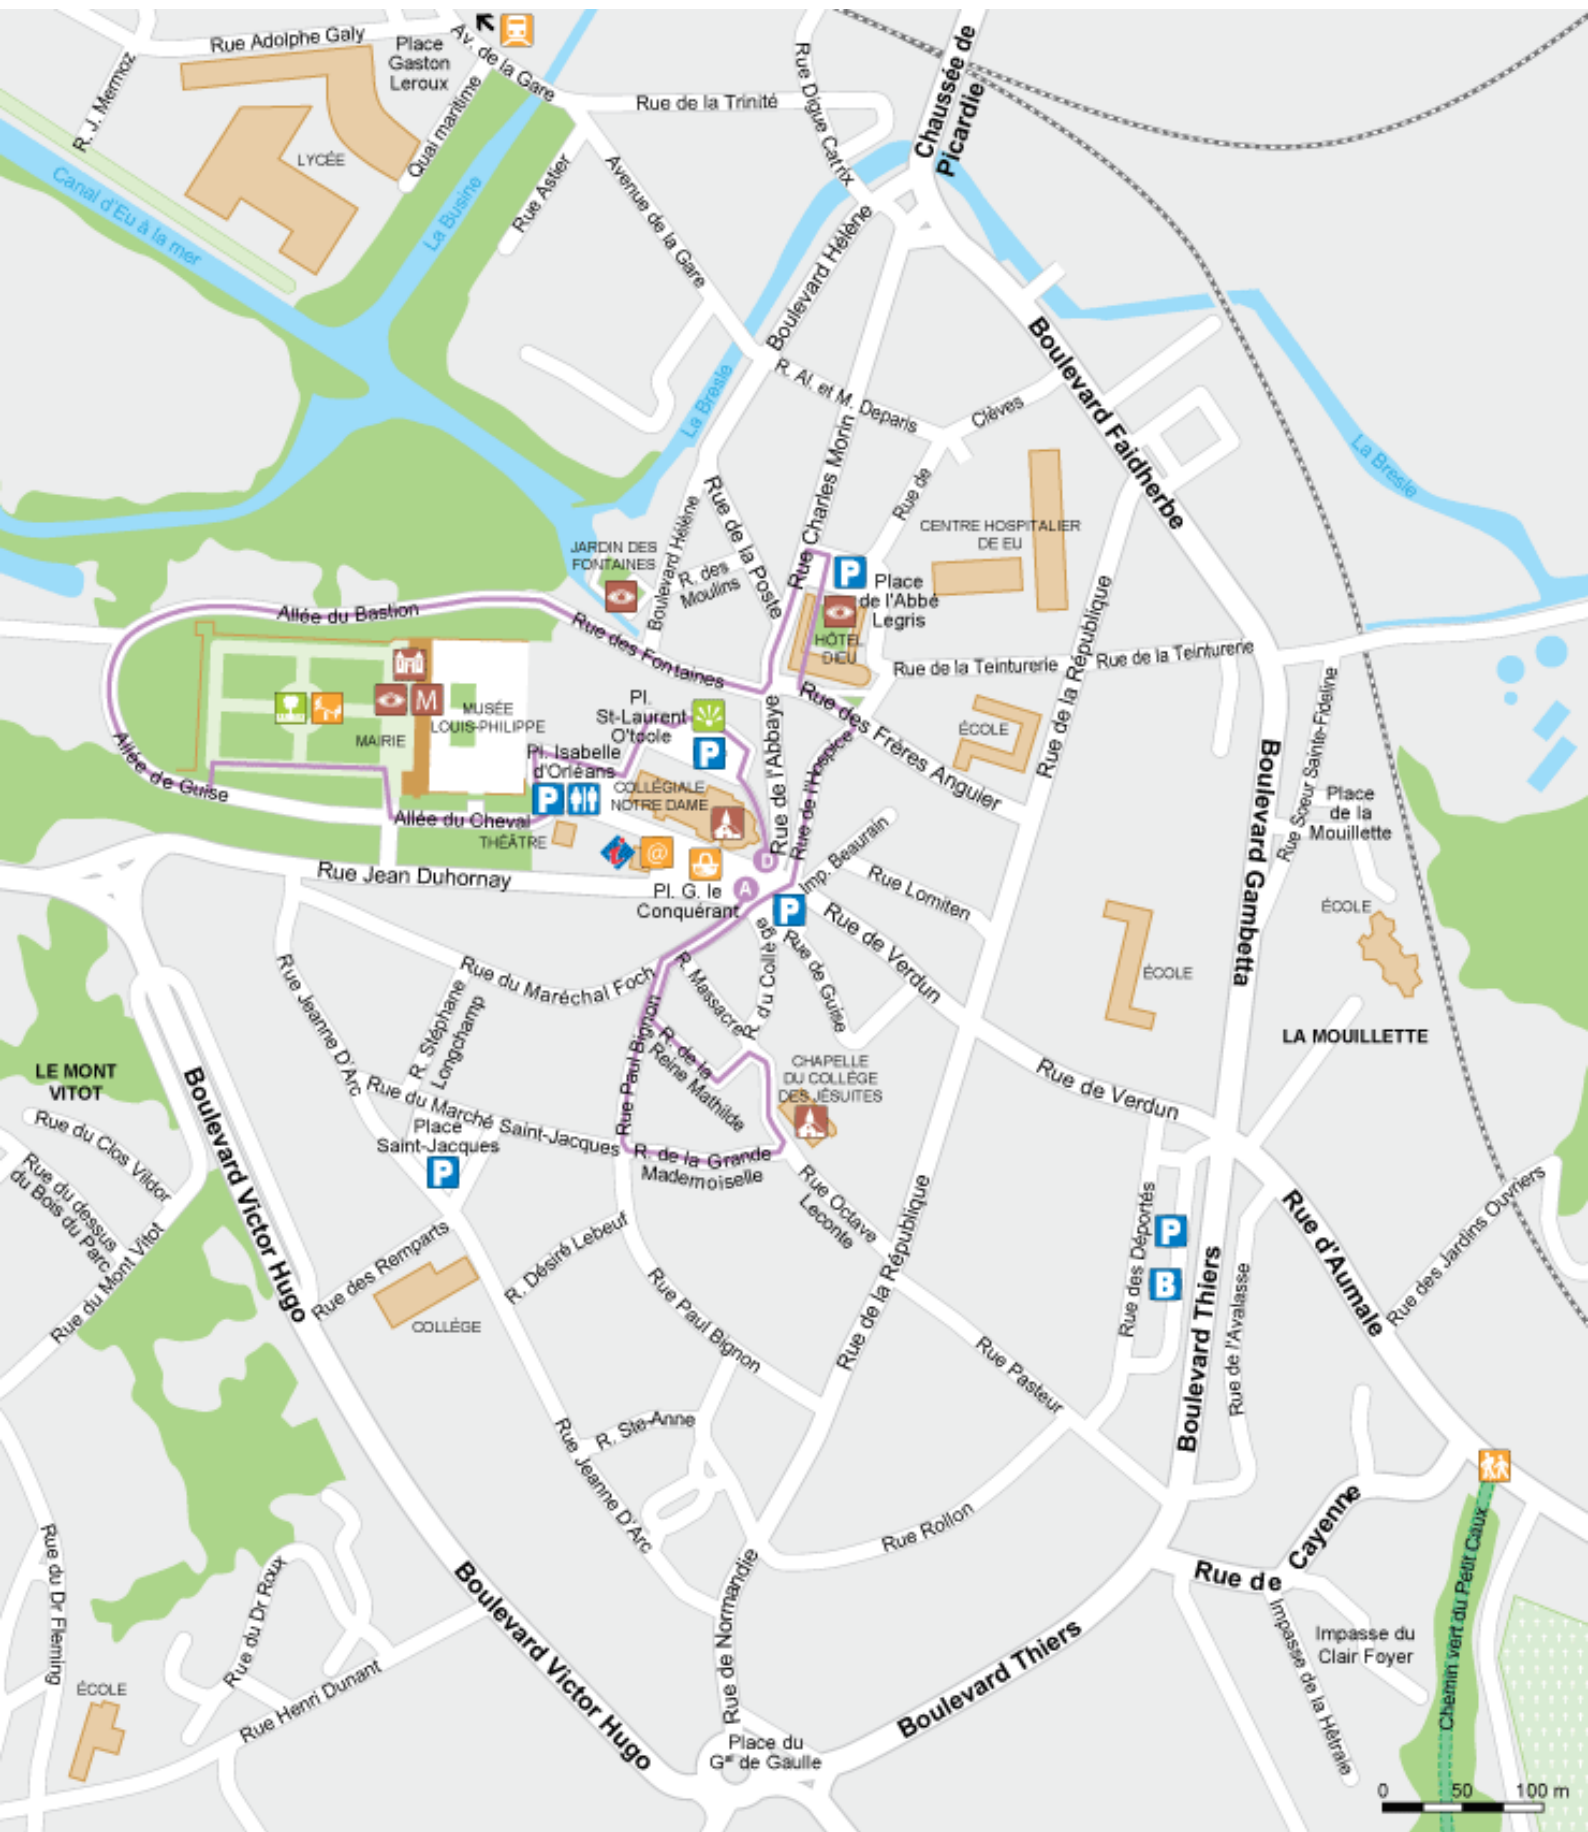 Rue Adolphe Galy
Place
Gaston
Leroux
Av. de la Gare
R. J. Mermoz
LYCÉE
Quai maritime
Canal d'Eu à la mer
La Busine
Rue Astier
Rue de la Trinité
Avenue de la Gare
Rue Digue Catrix
Chaussée de
Picardie
Boulevard Hélène
La Bresle
R. Al. et M. Deparis
Clèves
Rue de
Boulevard Faidherbe
La Bresle
Rue Charles Morin
Rue de la Poste
Boulevard Hélène
R. des
Moulins
JARDIN DES
FONTAINES
CENTRE HOSPITALIER
DE EU
P
Place
de l'Abbé
Legris
HÔTEL
DIEU
Allée du Bastion
Rue des Fontaines
Rue de la Teinturerie
Rue de la Teinturerie
Rue de la République
M
MUSÉE
LOUIS-PHILIPPE
MAIRIE
Pl.
St-Laurent
O'toole
P
Pl. Isabelle
d'Orléans
P
COLLÉGIALE
NOTRE DAME
Rue de l'Abbaye
Rue de l'Hospice
Rue des Frères Anguier
ÉCOLE
Allée de Guise
Allée du Cheval
THÉÂTRE
i
@
D
A
Pl. G. le
Conquérant
P
Imp. Beaurain
Rue Lomiten
Rue Jean Duhornay
Boulevard Gambetta
Rue Soeur Sainte-Fideline
Place
de la
Mouillette
ÉCOLE
ÉCOLE
LA MOUILLETTE
Rue de Verdun
Rue de Guise
R. du Collège
R. Massacre
Rue du Maréchal Foch
Rue Jeanne D'Arc
R. Stéphane
Longchamp
Rue Paul Bignon
R. de la
Reine Mathilde
CHAPELLE
DU COLLÉGE
DES JÉSUITES
Rue de Verdun
LE MONT
VITOT
Rue du Clos Vildor
Rue du dessus
du Bois du Parc
Rue du Mont Vitot
Boulevard Victor Hugo
Rue du Marché Saint-Jacques
Place
Saint-Jacques
P
R. de la Grande
Mademoiselle
Rue Octave
Leconte
Rue des Remparts
COLLÈGE
R. Désiré Lebeuf
Rue Paul Bignon
Rue de la République
Rue Pasteur
Rue des Déportés
P
B
Boulevard Thiers
Rue de l'Avalasse
Rue d'Aumale
Rue des Jardins Ouvriers
R. Ste-Anne
Rue Jeanne D'Arc
Rue Rollon
Rue de Cayenne
Rue du Dr Fleming
Rue du Dr Roux
ÉCOLE
Rue Henri Dunant
Boulevard Victor Hugo
Rue de Normandie
Place du
Gal de Gaulle
Boulevard Thiers
Impasse du
Clair Foyer
Impasse de la Hêtraie
Chemin vert du Petit Caux
0 50 100 m